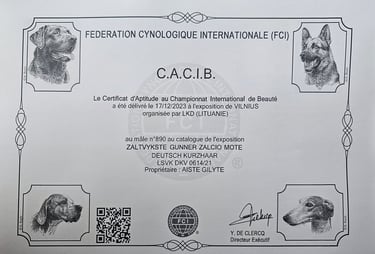 FEDERATION CYNOLOGIQUE INTERNATIONALE (FCI)
C.A.C.I.B.
Le Certificat d'Aptitude au Championnat International de Beauté
a été délivré le 17/12/2023 à l'exposition de VILNIUS
organisée par LKD (LITUANIE)
au mâle n°890 au catalogue de l'exposition
ZALTVYKSTE GUNNER ZALCIO MOTE
DEUTSCH KURZHAAR
LSVK DKV 0614/21
Propriétaire : AISTE GILYTE
FCI
Y. DE CLERCQ
Directeur Exécutif